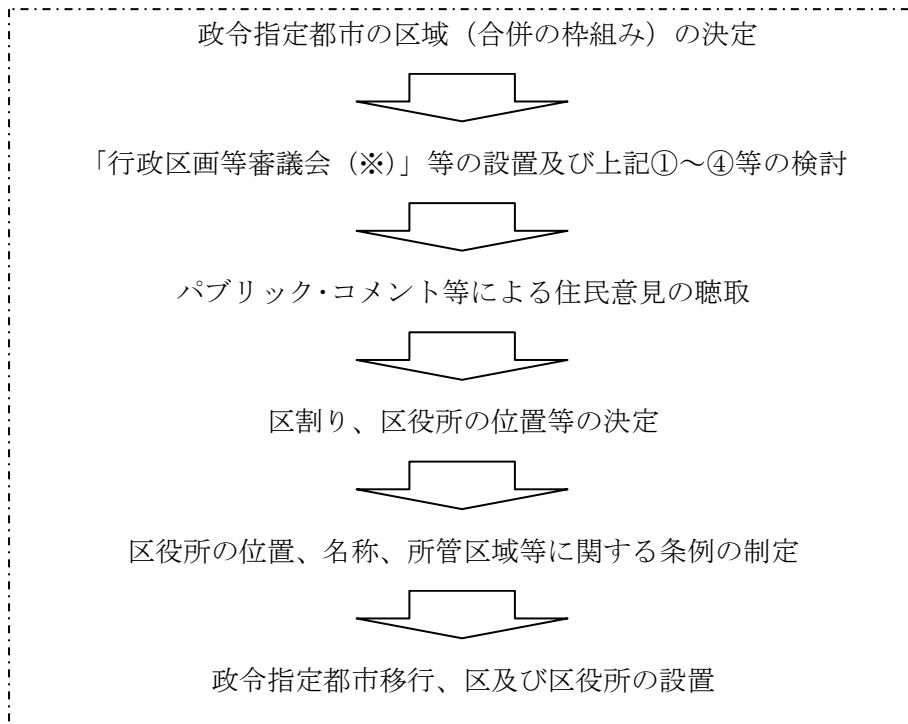 政令指定都市の区域（合併の枠組み）の決定
「行政区画等審議会（※）」等の設置及び上記①～④等の検討
パブリック・コメント等による住民意見の聴取
区割り、区役所の位置等の決定
区役所の位置、名称、所管区域等に関する条例の制定
政令指定都市移行、区及び区役所の設置